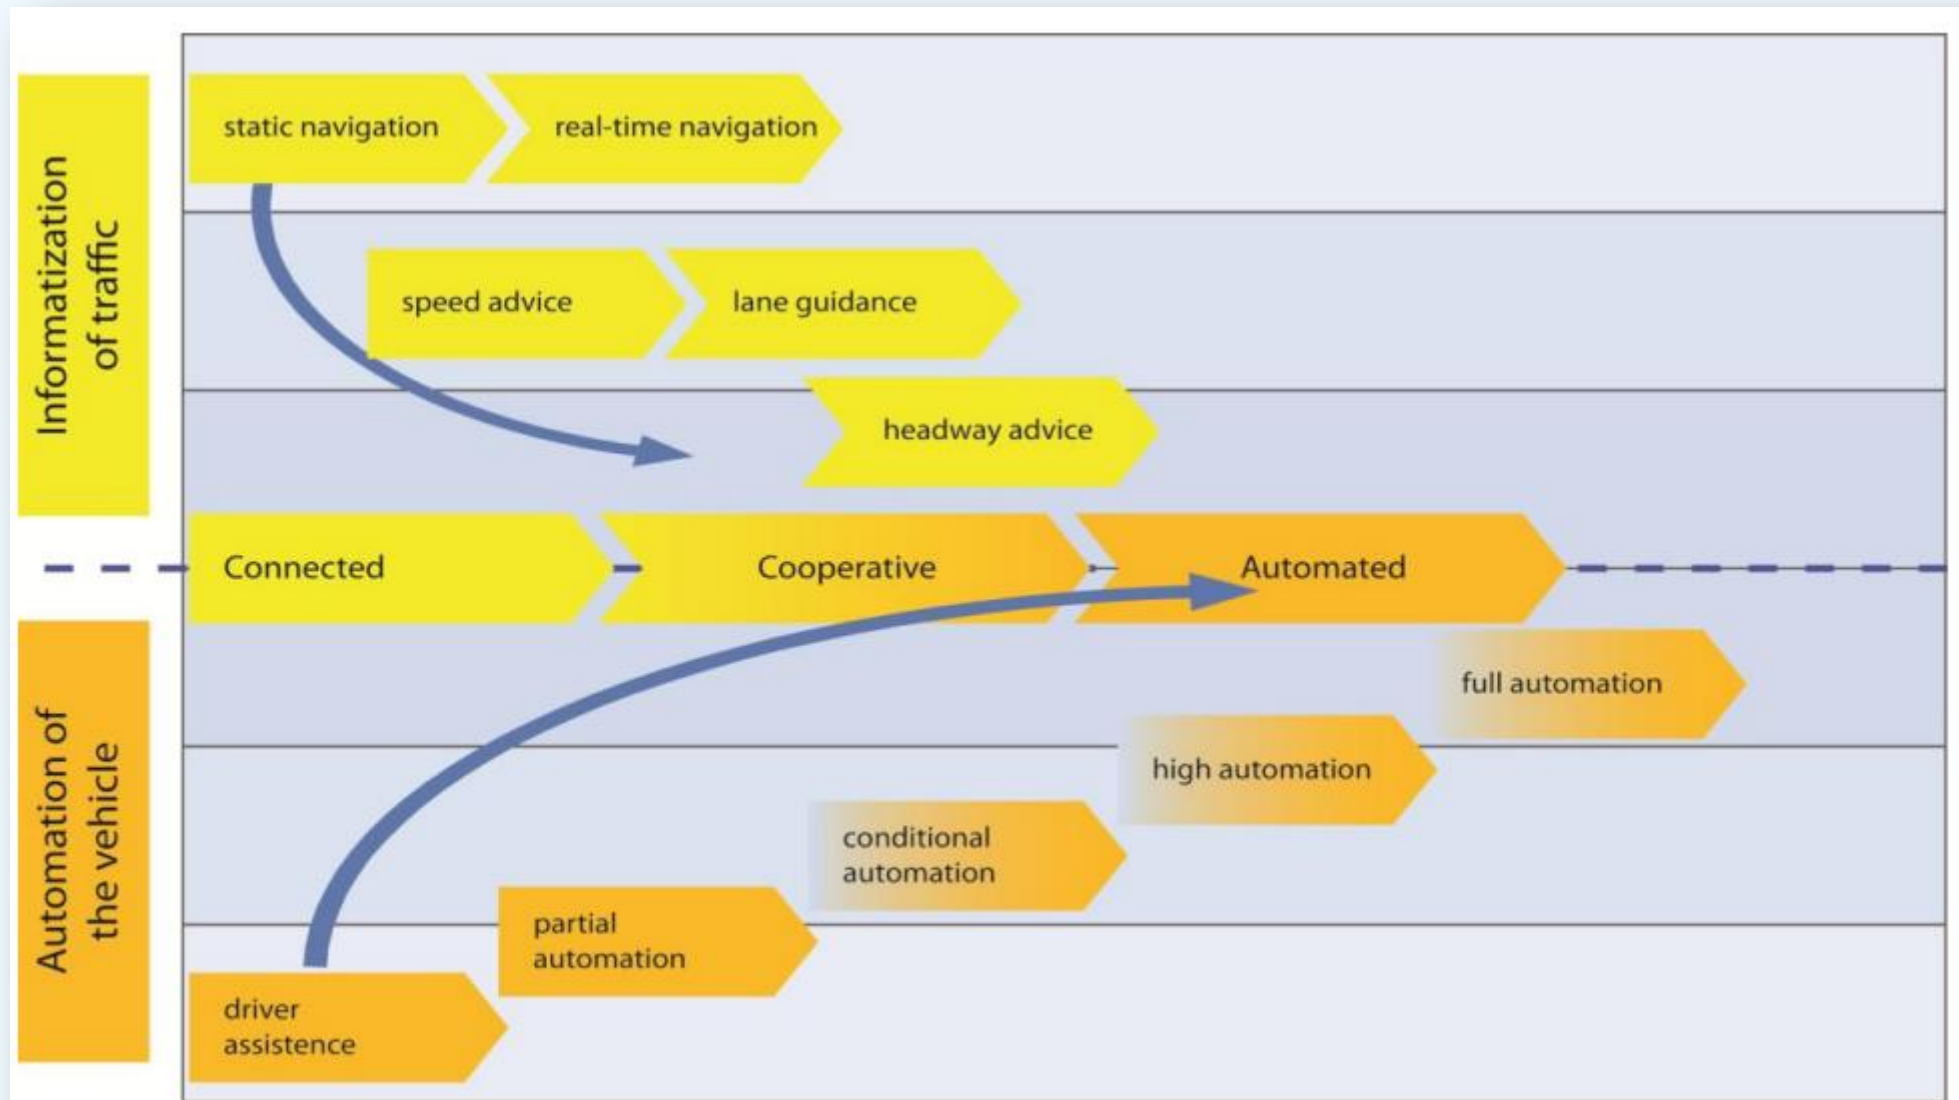 Informatization
of traffic
static navigation
real-time navigation
speed advice
lane guidance
headway advice
Connected
Cooperative
Automated
Automation of
the vehicle
full automation
high automation
conditional
automation
partial
automation
driver
assistence